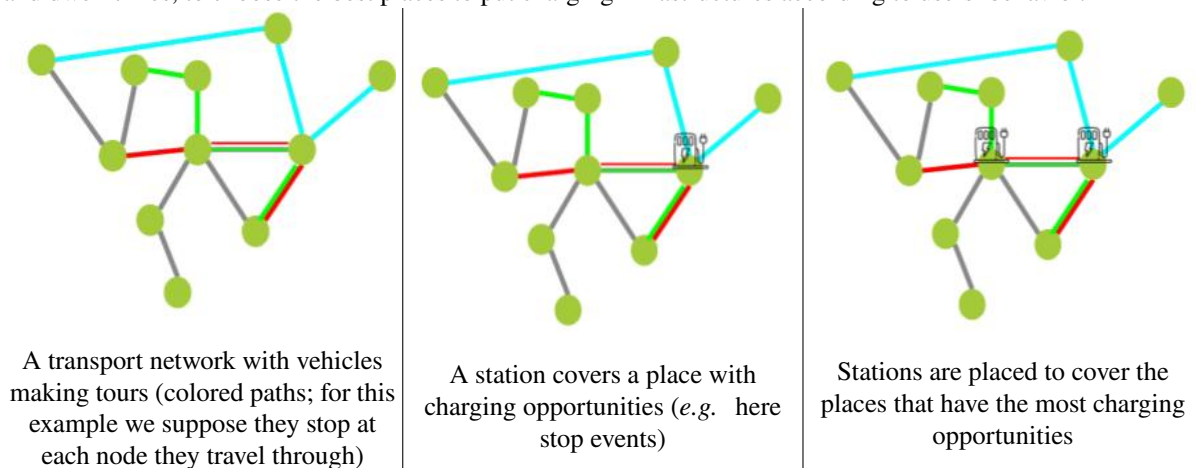 A transport network with vehicles
making tours (colored paths; for this
example we suppose they stop at
each node they travel through)
A station covers a place with
charging opportunities (e.g. here
stop events)
Stations are placed to cover the
places that have the most charging
opportunities